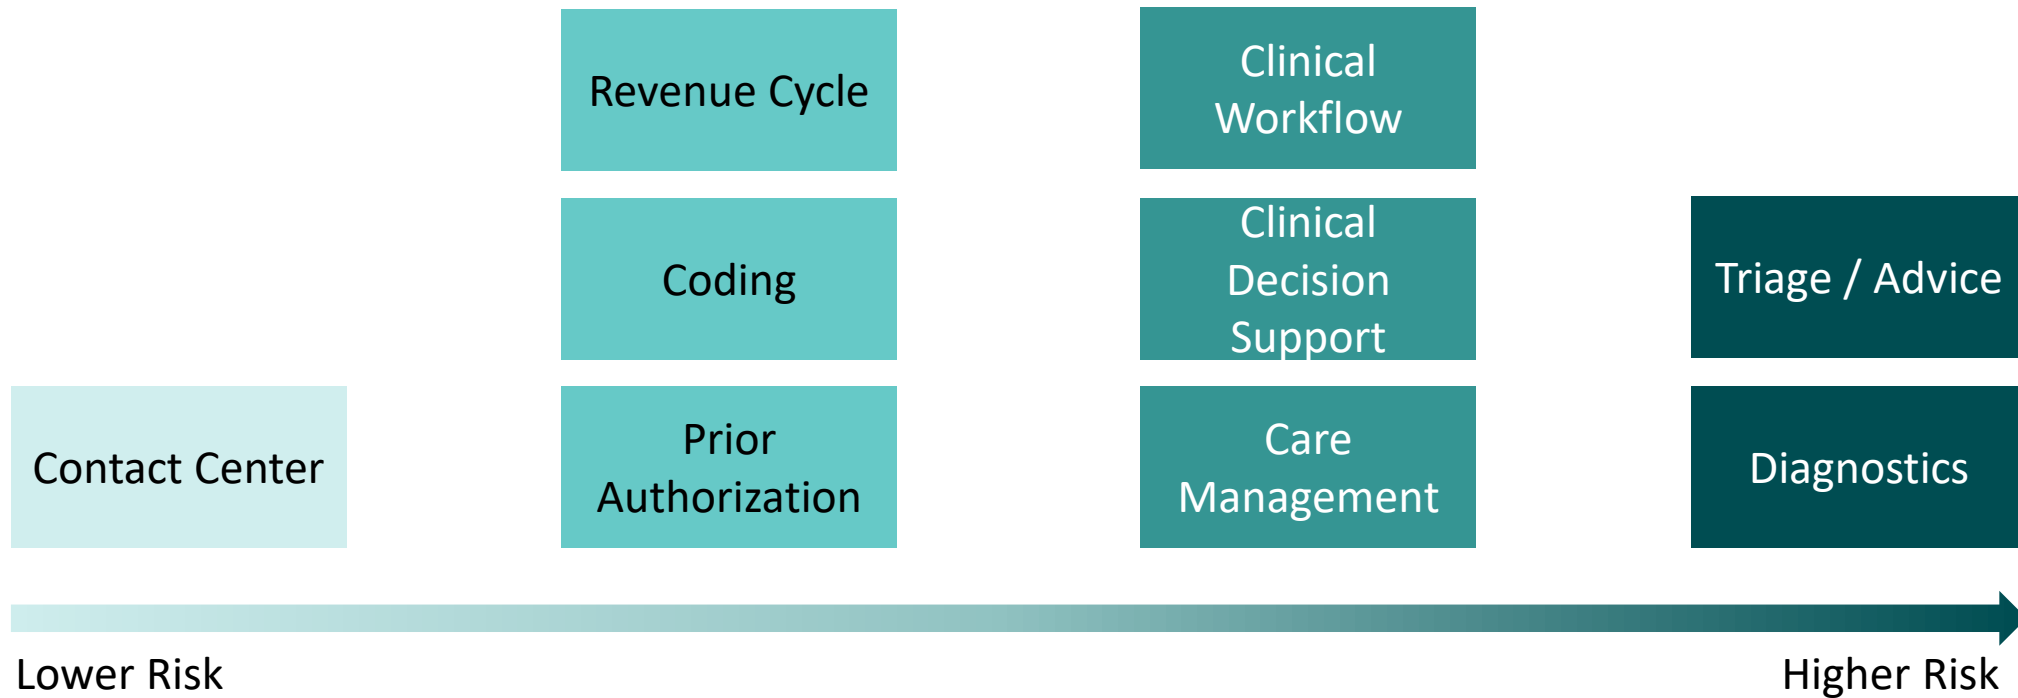 Revenue Cycle
Clinical
Workflow
Coding
Clinical
Decision
Support
Triage / Advice
Contact Center
Prior
Authorization
Care
Management
Diagnostics
Lower Risk
Higher Risk